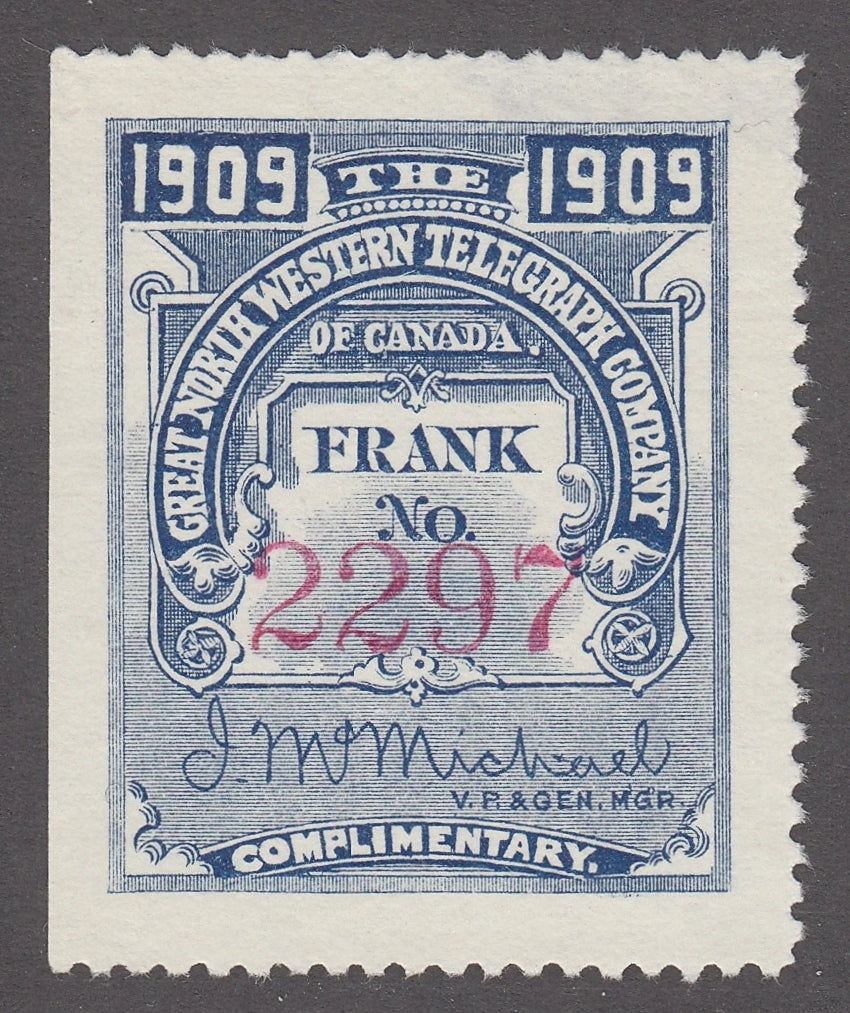 1909 THE 1909
GREAT NORTH WESTERN TELEGRAPH COMPANY
OF CANADA.
FRANK
No.
2297
I. McMichael
V. P. & GEN. MGR.
COMPLIMENTARY.